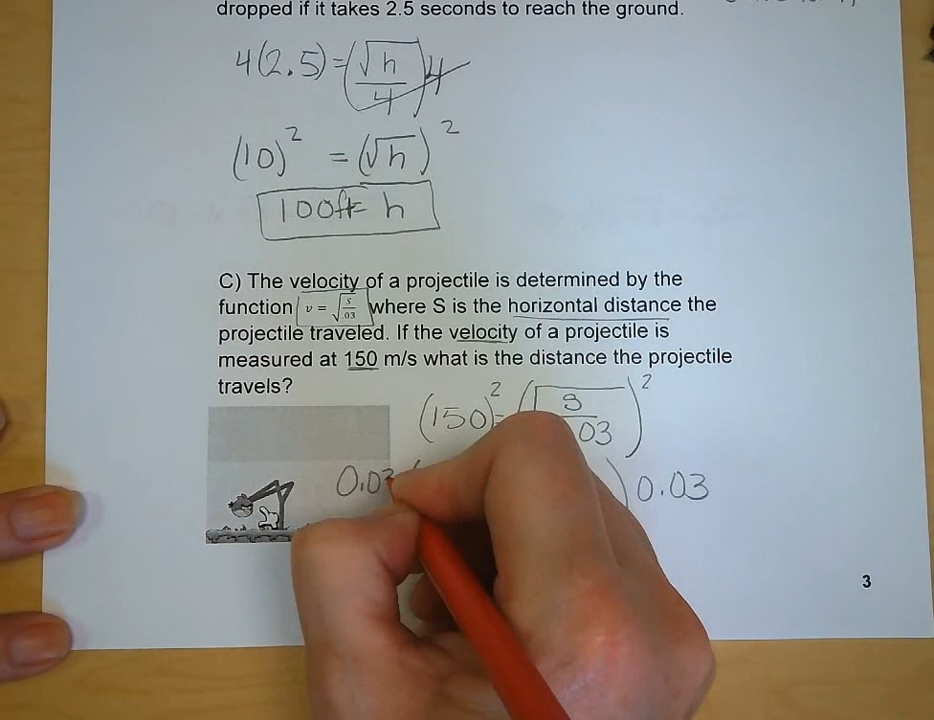 dropped if it takes 2.5 seconds to reach the ground.
4(2.5) = (√h/4)4
(10)² = (√h)²
100ft = h
C) The velocity of a projectile is determined by the
function v = √S/.03 where S is the horizontal distance the
projectile traveled. If the velocity of a projectile is
measured at 150 m/s what is the distance the projectile
travels?
(150)² = (√S/.03)²
0.03( )0.03
3